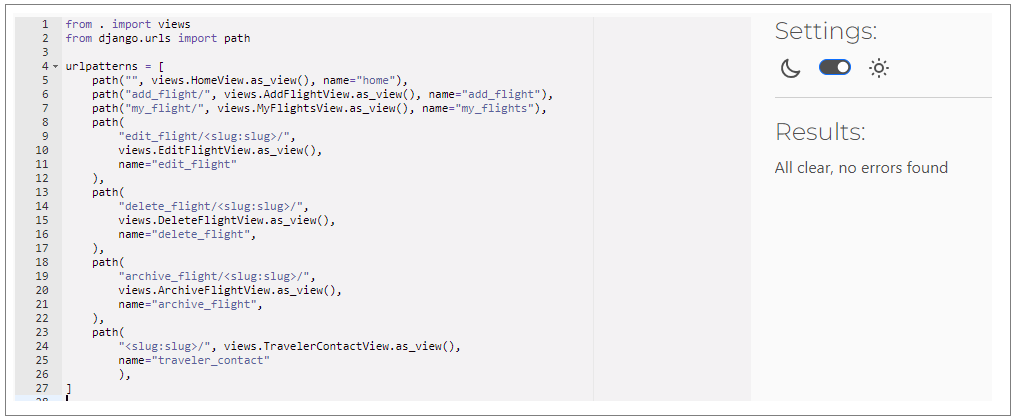 1 from . import views
2 from django.urls import path
3
4 urlpatterns = [
5     path("", views.HomeView.as_view(), name="home"),
6     path("add_flight/", views.AddFlightView.as_view(), name="add_flight"),
7     path("my_flight/", views.MyFlightsView.as_view(), name="my_flights"),
8     path(
9         "edit_flight/<slug:slug>/",
10         views.EditFlightView.as_view(),
11         name="edit_flight"
12     ),
13     path(
14         "delete_flight/<slug:slug>/",
15         views.DeleteFlightView.as_view(),
16         name="delete_flight",
17     ),
18     path(
19         "archive_flight/<slug:slug>/",
20         views.ArchiveFlightView.as_view(),
21         name="archive_flight",
22     ),
23     path(
24         "<slug:slug>/", views.TravelerContactView.as_view(),
25         name="traveler_contact"
26         ),
27 ]
28
Settings:
Results:
All clear, no errors found